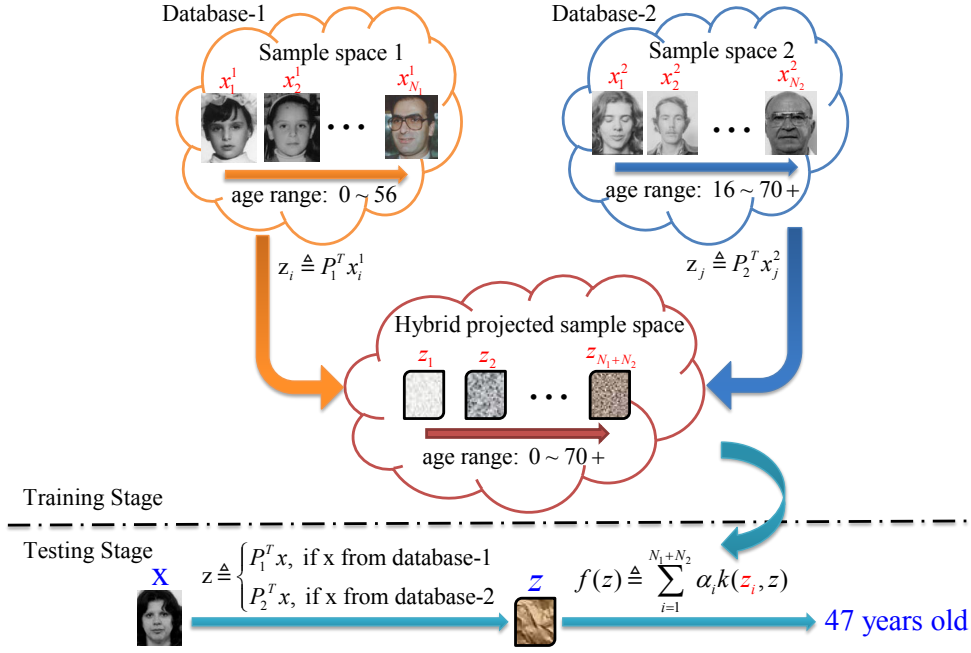 Database-1
Database-2
Sample space 1
Sample space 2
x_1^1 x_2^1 x_{N_1}^1
x_1^2 x_2^2 x_{N_2}^2
• • •
• • •
age range: 0 ~ 56
age range: 16 ~ 70 +
z_i ≜ P_1^T x_i^1
z_j ≜ P_2^T x_j^2
Hybrid projected sample space
z_1 z_2 z_{N_1+N_2}
• • •
age range: 0 ~ 70 +
Training Stage
Testing Stage
x
z ≜ { P_1^T x, if x from database-1
P_2^T x, if x from database-2
z
f(z) ≜ \sum_{i=1}^{N_1+N_2} α_i k(z_i, z)
47 years old